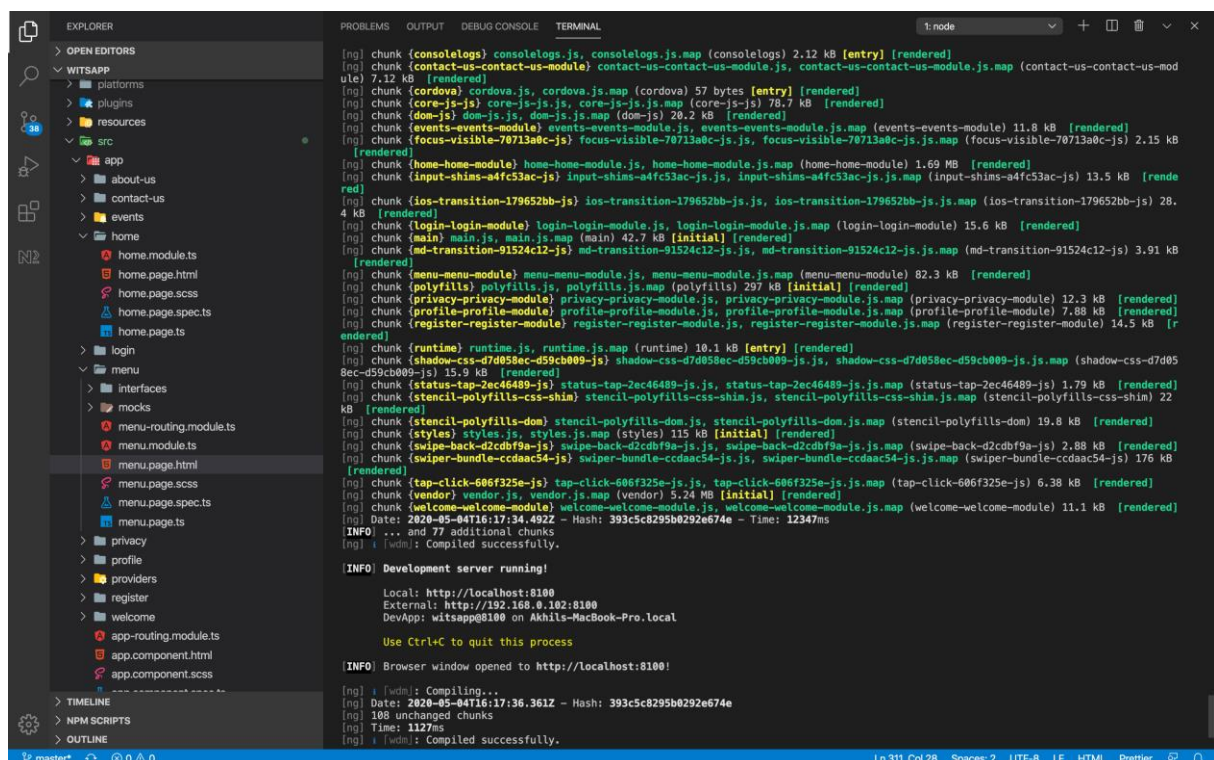 EXPLORER
OPEN EDITORS
WITSAPP
platforms
plugins
resources
src
app
about-us
contact-us
events
home
home.module.ts
home.page.html
home.page.scss
home.page.spec.ts
home.page.ts
login
menu
interfaces
mocks
menu-routing.module.ts
menu.module.ts
menu.page.html
menu.page.scss
menu.page.spec.ts
menu.page.ts
privacy
profile
providers
register
welcome
app-routing.module.ts
app.component.html
app.component.scss
TIMELINE
NPM SCRIPTS
OUTLINE
38
PROBLEMS OUTPUT DEBUG CONSOLE TERMINAL 1: node
[ng] chunk {consolelogs} consolelogs.js, consolelogs.js.map (consolelogs) 2.12 kB [entry] [rendered]
[ng] chunk {contact-us-contact-us-module} contact-us-contact-us-module.js, contact-us-contact-us-module.js.map (contact-us-contact-us-mod
ule) 7.12 kB [rendered]
[ng] chunk {cordova} cordova.js, cordova.js.map (cordova) 57 bytes [entry] [rendered]
[ng] chunk {core-js-js} core-js-js.js, core-js-js.js.map (core-js-js) 78.7 kB [rendered]
[ng] chunk {dom-js} dom-js.js, dom-js.js.map (dom-js) 20.2 kB [rendered]
[ng] chunk {events-events-module} events-events-module.js, events-events-module.js.map (events-events-module) 11.8 kB [rendered]
[ng] chunk {focus-visible-70713a0c-js} focus-visible-70713a0c-js.js, focus-visible-70713a0c-js.js.map (focus-visible-70713a0c-js) 2.15 kB
[rendered]
[ng] chunk {home-home-module} home-home-module.js, home-home-module.js.map (home-home-module) 1.69 MB [rendered]
[ng] chunk {input-shims-a4fc53ac-js} input-shims-a4fc53ac-js.js, input-shims-a4fc53ac-js.js.map (input-shims-a4fc53ac-js) 13.5 kB [rende
red]
[ng] chunk {ios-transition-179652bb-js} ios-transition-179652bb-js.js, ios-transition-179652bb-js.js.map (ios-transition-179652bb-js) 28.
4 kB [rendered]
[ng] chunk {login-login-module} login-login-module.js, login-login-module.js.map (login-login-module) 15.6 kB [rendered]
[ng] chunk {main} main.js, main.js.map (main) 42.7 kB [initial] [rendered]
[ng] chunk {md-transition-91524c12-js} md-transition-91524c12-js.js, md-transition-91524c12-js.js.map (md-transition-91524c12-js) 3.91 kB
[rendered]
[ng] chunk {menu-menu-module} menu-menu-module.js, menu-menu-module.js.map (menu-menu-module) 82.3 kB [rendered]
[ng] chunk {polyfills} polyfills.js, polyfills.js.map (polyfills) 297 kB [initial] [rendered]
[ng] chunk {privacy-privacy-module} privacy-privacy-module.js, privacy-privacy-module.js.map (privacy-privacy-module) 12.3 kB [rendered]
[ng] chunk {profile-profile-module} profile-profile-module.js, profile-profile-module.js.map (profile-profile-module) 7.88 kB [rendered]
[ng] chunk {register-register-module} register-register-module.js, register-register-module.js.map (register-register-module) 14.5 kB [r
endered]
[ng] chunk {runtime} runtime.js, runtime.js.map (runtime) 10.1 kB [entry] [rendered]
[ng] chunk {shadow-css-d7d058ec-d59cb009-js} shadow-css-d7d058ec-d59cb009-js.js, shadow-css-d7d058ec-d59cb009-js.js.map (shadow-css-d7d05
8ec-d59cb009-js) 15.9 kB [rendered]
[ng] chunk {status-tap-2ec46489-js} status-tap-2ec46489-js.js, status-tap-2ec46489-js.js.map (status-tap-2ec46489-js) 1.79 kB [rendered]
[ng] chunk {stencil-polyfills-css-shim} stencil-polyfills-css-shim.js, stencil-polyfills-css-shim.js.map (stencil-polyfills-css-shim) 22
kB [rendered]
[ng] chunk {stencil-polyfills-dom} stencil-polyfills-dom.js, stencil-polyfills-dom.js.map (stencil-polyfills-dom) 19.8 kB [rendered]
[ng] chunk {styles} styles.js, styles.js.map (styles) 115 kB [initial] [rendered]
[ng] chunk {swipe-back-d2cdbf9a-js} swipe-back-d2cdbf9a-js.js, swipe-back-d2cdbf9a-js.js.map (swipe-back-d2cdbf9a-js) 2.88 kB [rendered]
[ng] chunk {swiper-bundle-ccdaac54-js} swiper-bundle-ccdaac54-js.js, swiper-bundle-ccdaac54-js.js.map (swiper-bundle-ccdaac54-js) 176 kB
[rendered]
[ng] chunk {tap-click-606f325e-js} tap-click-606f325e-js.js, tap-click-606f325e-js.js.map (tap-click-606f325e-js) 6.38 kB [rendered]
[ng] chunk {vendor} vendor.js, vendor.js.map (vendor) 5.24 MB [initial] [rendered]
[ng] chunk {welcome-welcome-module} welcome-welcome-module.js, welcome-welcome-module.js.map (welcome-welcome-module) 11.1 kB [rendered]
[ng] Date: 2020-05-04T16:17:34.492Z - Hash: 393c5c8295b0292e674e - Time: 12347ms
[INFO] ... and 77 additional chunks
[ng] ℹ ｢wdm｣: Compiled successfully.
[INFO] Development server running!
Local: http://localhost:8100
External: http://192.168.0.102:8100
DevApp: witsapp@8100 on Akhils-MacBook-Pro.local
Use Ctrl+C to quit this process
[INFO] Browser window opened to http://localhost:8100!
[ng] ℹ ｢wdm｣: Compiling...
[ng] Date: 2020-05-04T16:17:36.361Z - Hash: 393c5c8295b0292e674e
[ng] 108 unchanged chunks
[ng] Time: 1127ms
[ng] ℹ ｢wdm｣: Compiled successfully.
master* 0 0 Ln 311, Col 28 Spaces: 2 UTF-8 LF HTML Prettier